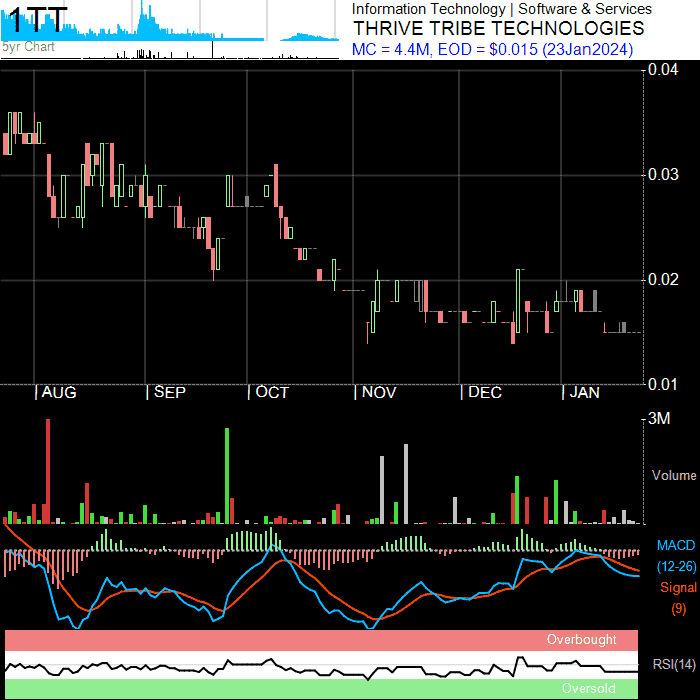 1TT
Information Technology | Software & Services
THRIVE TRIBE TECHNOLOGIES
MC = 4.4M, EOD = $0.015 (23Jan2024)
5yr Chart
0.04
0.03
0.02
0.01
| AUG | SEP | OCT | NOV | DEC | JAN
3M
Volume
MACD
(12-26)
Signal
(9)
Overbought
RSI(14)
Oversold